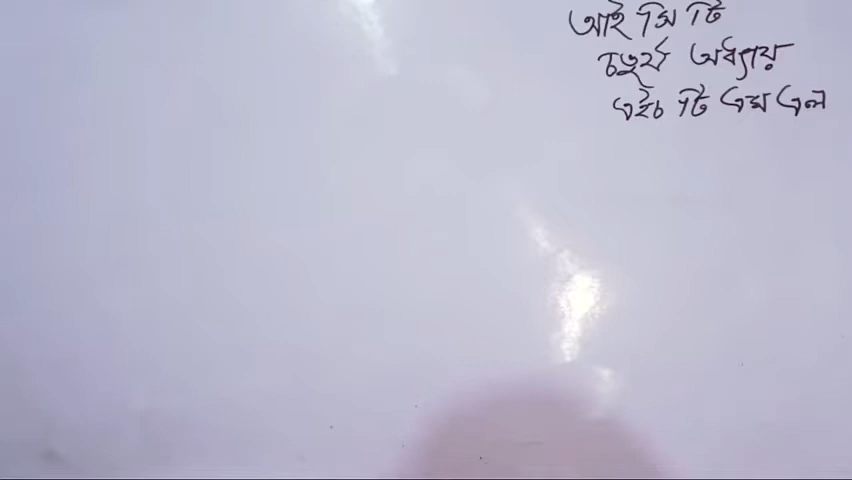 আই সি টি
চতুর্থ অধ্যায়
এইচ টি এম এল